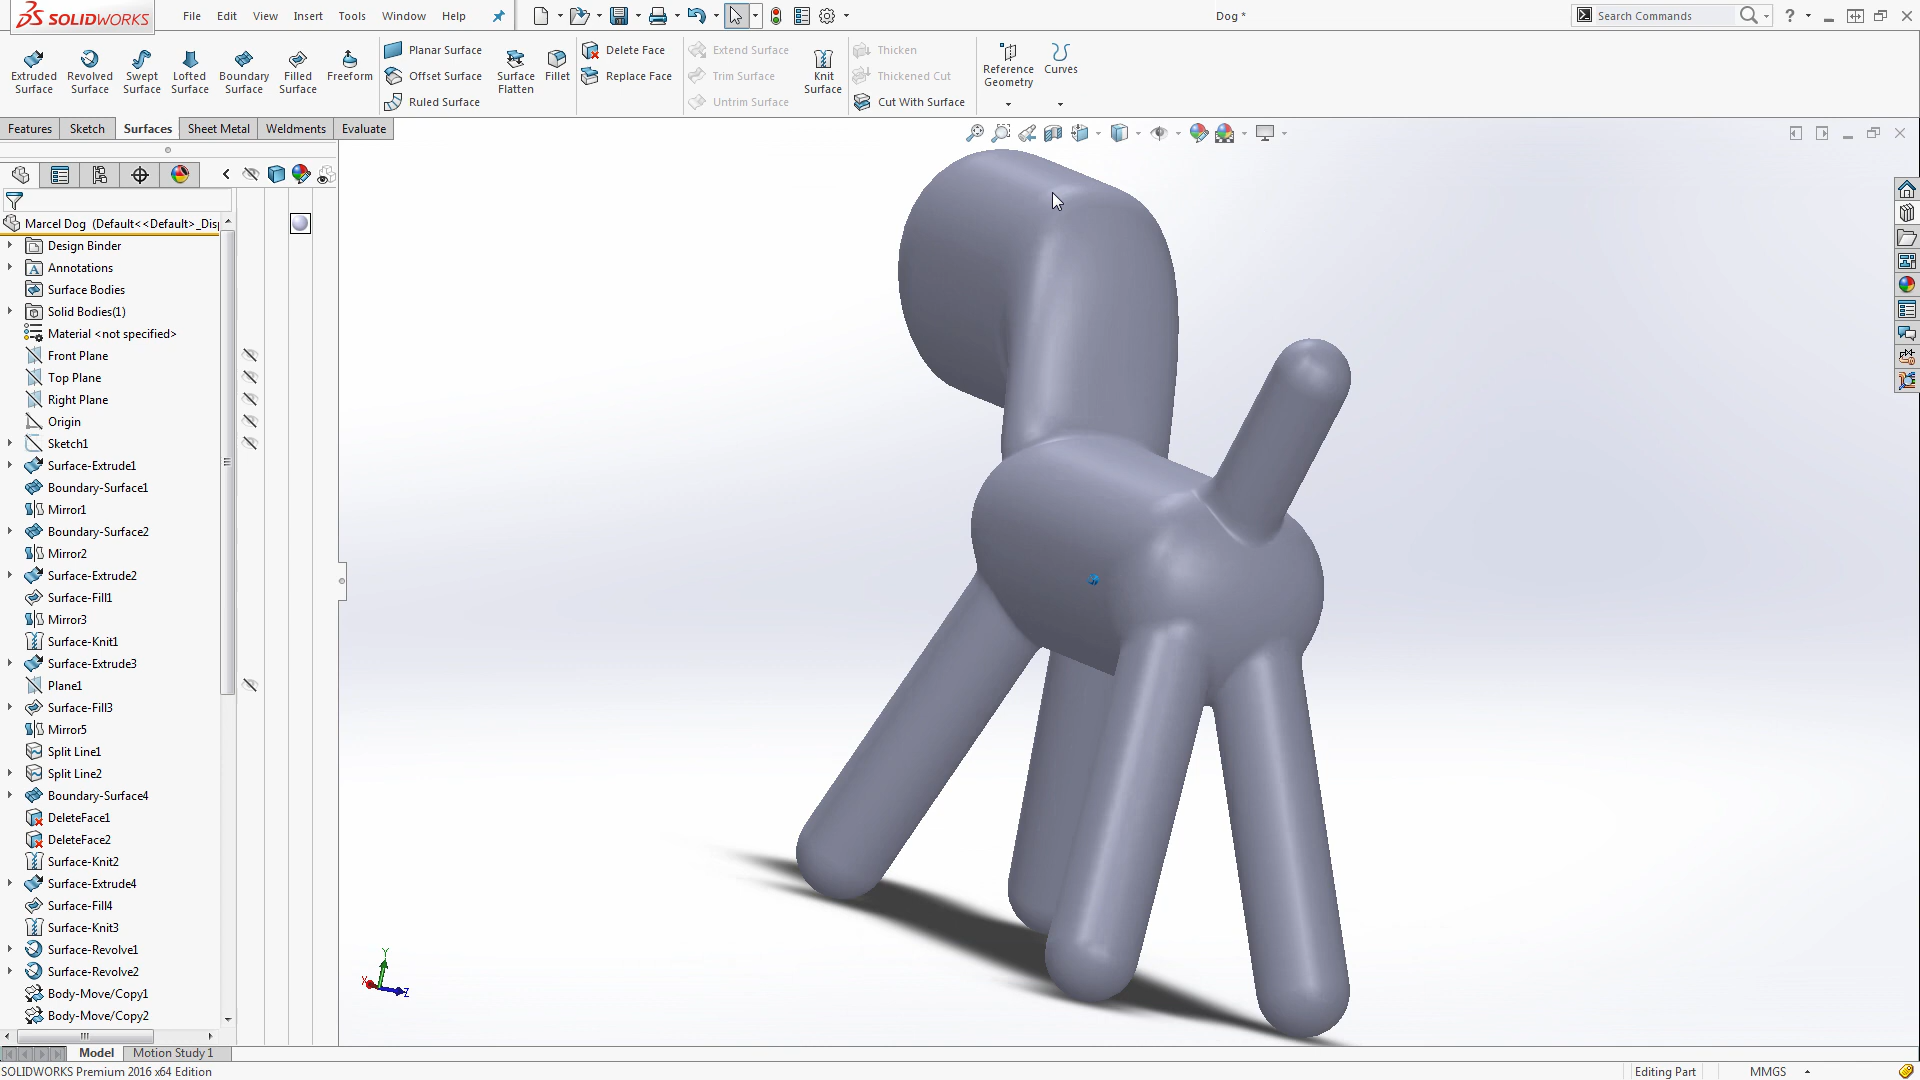 SOLIDWORKS
File Edit View Insert Tools Window Help
Dog *
Search Commands
?
Extruded Surface
Revolved Surface
Swept Surface
Lofted Surface
Boundary Surface
Filled Surface
Freeform
Planar Surface
Offset Surface
Ruled Surface
Surface Flatten
Fillet
Delete Face
Replace Face
Extend Surface
Trim Surface
Untrim Surface
Knit Surface
Thicken
Thickened Cut
Cut With Surface
Reference Geometry
Curves
Features Sketch Surfaces Sheet Metal Weldments Evaluate
Marcel Dog (Default<<Default>_Disp
Design Binder
Annotations
Surface Bodies
Solid Bodies(1)
Material <not specified>
Front Plane
Top Plane
Right Plane
Origin
Sketch1
Surface-Extrude1
Boundary-Surface1
Mirror1
Boundary-Surface2
Mirror2
Surface-Extrude2
Surface-Fill1
Mirror3
Surface-Knit1
Surface-Extrude3
Plane1
Surface-Fill3
Mirror5
Split Line1
Split Line2
Boundary-Surface4
DeleteFace1
DeleteFace2
Surface-Knit2
Surface-Extrude4
Surface-Fill4
Surface-Knit3
Surface-Revolve1
Surface-Revolve2
Body-Move/Copy1
Body-Move/Copy2
Y
X
Z
Model Motion Study 1
SOLIDWORKS Premium 2016 x64 Edition
Editing Part
MMGS